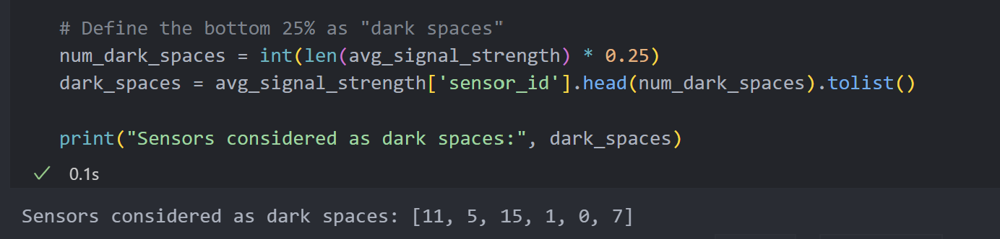 # Define the bottom 25% as "dark spaces"
num_dark_spaces = int(len(avg_signal_strength) * 0.25)
dark_spaces = avg_signal_strength['sensor_id'].head(num_dark_spaces).tolist()
print("Sensors considered as dark spaces:", dark_spaces)
0.1s
Sensors considered as dark spaces: [11, 5, 15, 1, 0, 7]